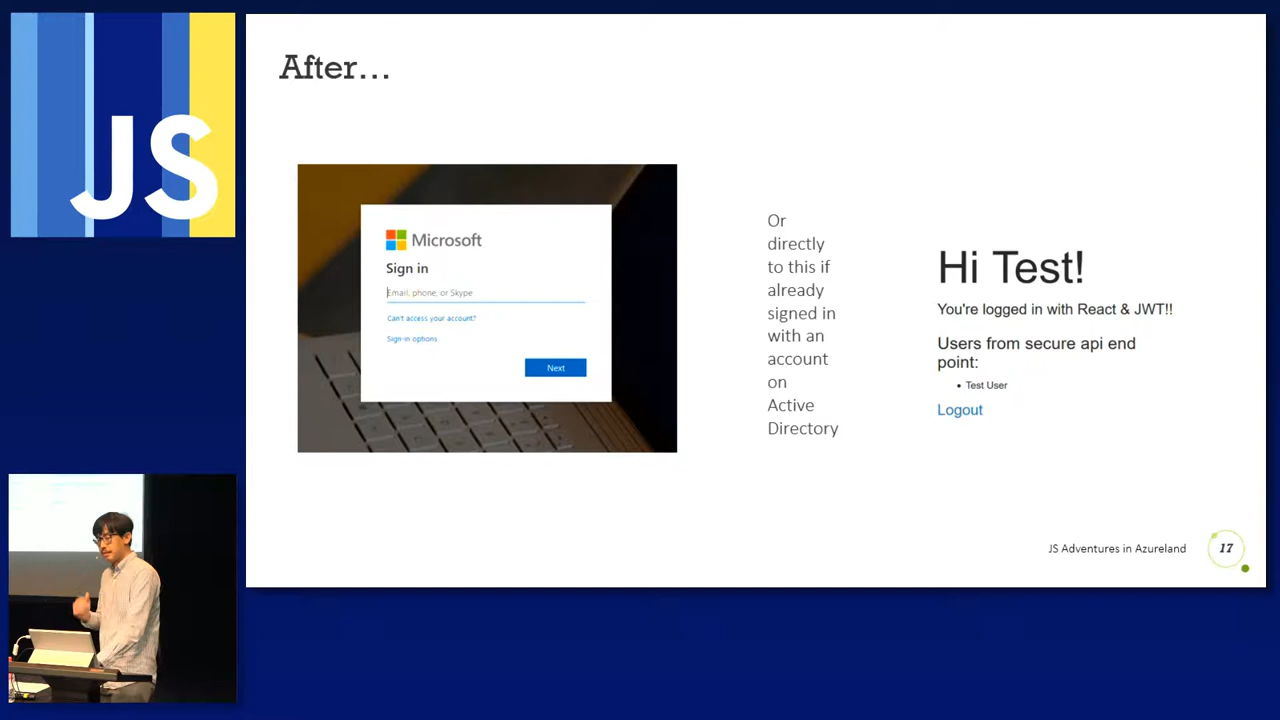 JS
After…
Microsoft
Sign in
Email, phone, or Skype
Can't access your account?
Sign-in options
Next
Or
directly
to this if
already
signed in
with an
account
on
Active
Directory
Hi Test!
You're logged in with React & JWT!!
Users from secure api end
point:
• Test User
Logout
JS Adventures in Azureland
17